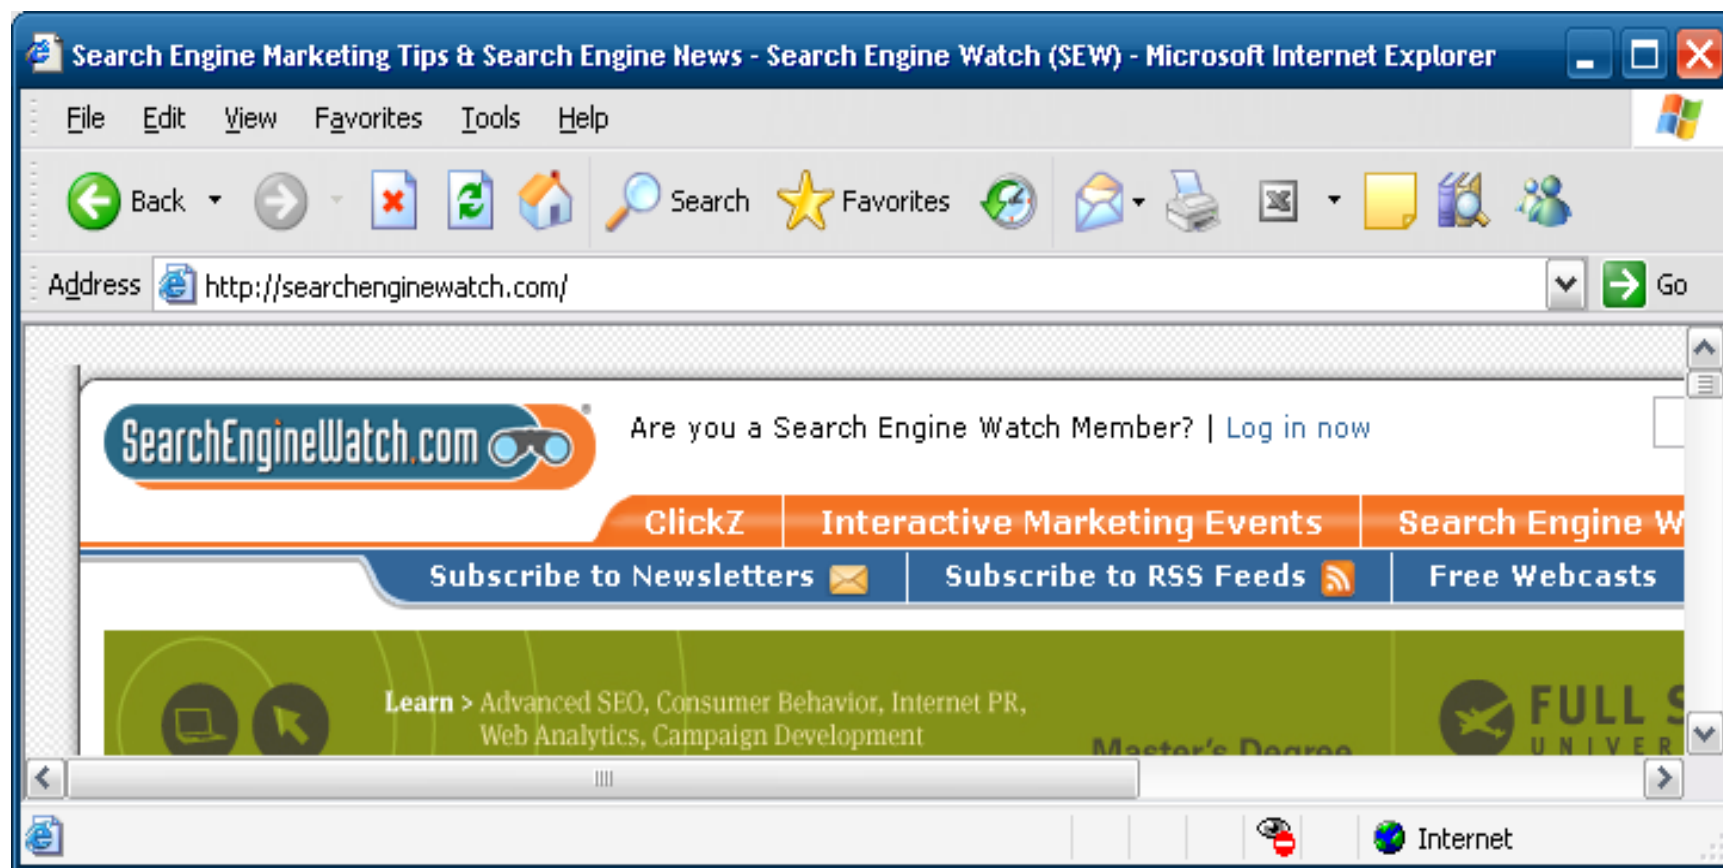 Search Engine Marketing Tips & Search Engine News - Search Engine Watch (SEW) - Microsoft Internet Explorer
File Edit View Favorites Tools Help
Back Search Favorites
Address http://searchenginewatch.com/ Go
SearchEngineWatch.com
Are you a Search Engine Watch Member? | Log in now
ClickZ Interactive Marketing Events Search Engine W
Subscribe to Newsletters Subscribe to RSS Feeds Free Webcasts
Learn > Advanced SEO, Consumer Behavior, Internet PR,
Web Analytics, Campaign Development
Master's Degree
FULL S
UNIVER
Internet